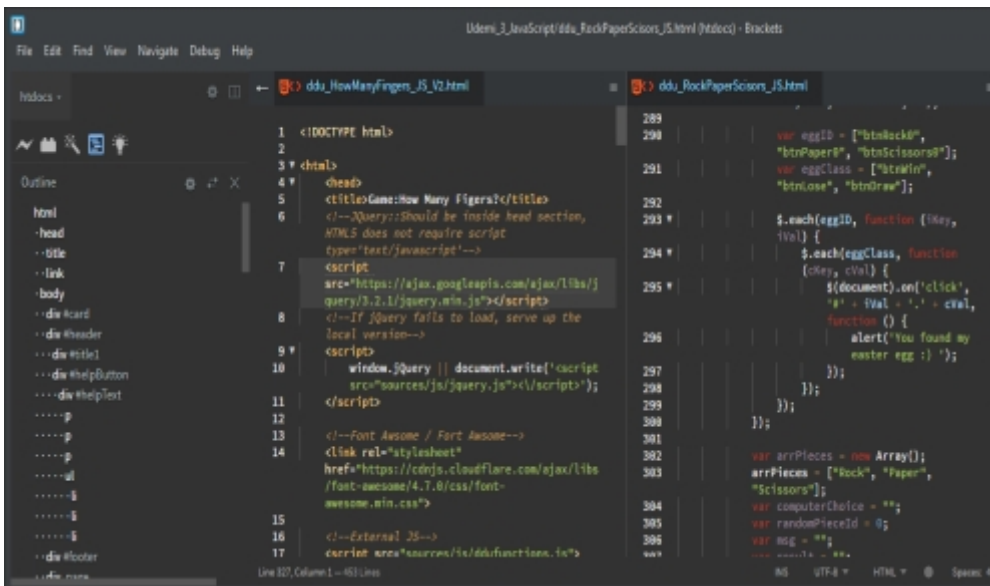 Udemi_3_JavaScript/ddu_RockPaperScisors_JS.html (htdocs) - Brackets
File Edit Find View Navigate Debug Help
htdocs
Outline
html
·head
··title
··link
·body
··div #card
··div #header
···div #title1
···div #helpButton
····div #helpText
·····p
·····p
·····p
·····ul
······li
······li
······li
··div #footer
ddu_HowManyFingers_JS_V2.html
1 <!DOCTYPE html>
2
3 <html>
4 <head>
5 <title>Game:How Many Figers?</title>
6 <!--JQuery::Should be inside head section,
HTML5 does not require script
type='text/javascript'-->
7 <script
src="https://ajax.googleapis.com/ajax/libs/j
query/3.2.1/jquery.min.js"></script>
8 <!--If jQuery fails to load, serve up the
local version-->
9 <script>
10 window.jQuery || document.write('<script
src="sources/js/jquery.js"><\/script>');
11 </script>
12
13 <!--Font Awsome / Fort Awsome-->
14 <link rel="stylesheet"
href="https://cdnjs.cloudflare.com/ajax/libs
/font-awesome/4.7.0/css/font-
awesome.min.css">
15
16 <!--External JS-->
17 <script src="sources/js/ddufunctions.js">
ddu_RockPaperScisors_JS.html
289
290 var eggID = ["btnRock0",
"btnPaper0", "btnScissors0"];
291 var eggClass = ["btnWin",
"btnLose", "btnDraw"];
292
293 $.each(eggID, function (iKey,
iVal) {
294 $.each(eggClass, function
(cKey, cVal) {
295 $(document).on('click',
'#' + iVal + '.' + cVal,
function () {
296 alert('You found my
easter egg :) ');
297 });
298 });
299 });
300 });
301
302 var arrPieces = new Array();
303 arrPieces = ["Rock", "Paper",
"Scissors"];
304 var computerChoice = "";
305 var randomPieceId = 0;
306 var msg = "";
Line 327, Column 1 — 453 Lines
INS UTF-8 HTML Spaces: 4